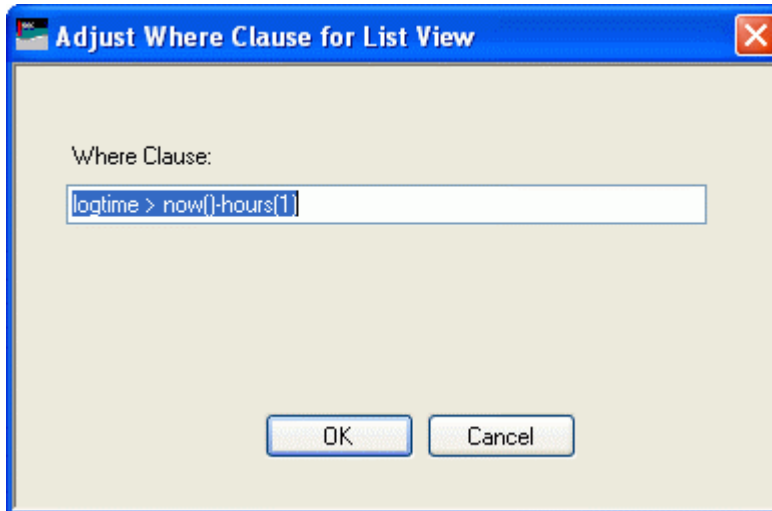 Adjust Where Clause for List View
Where Clause:
logtime > now()-hours(1)
OK
Cancel